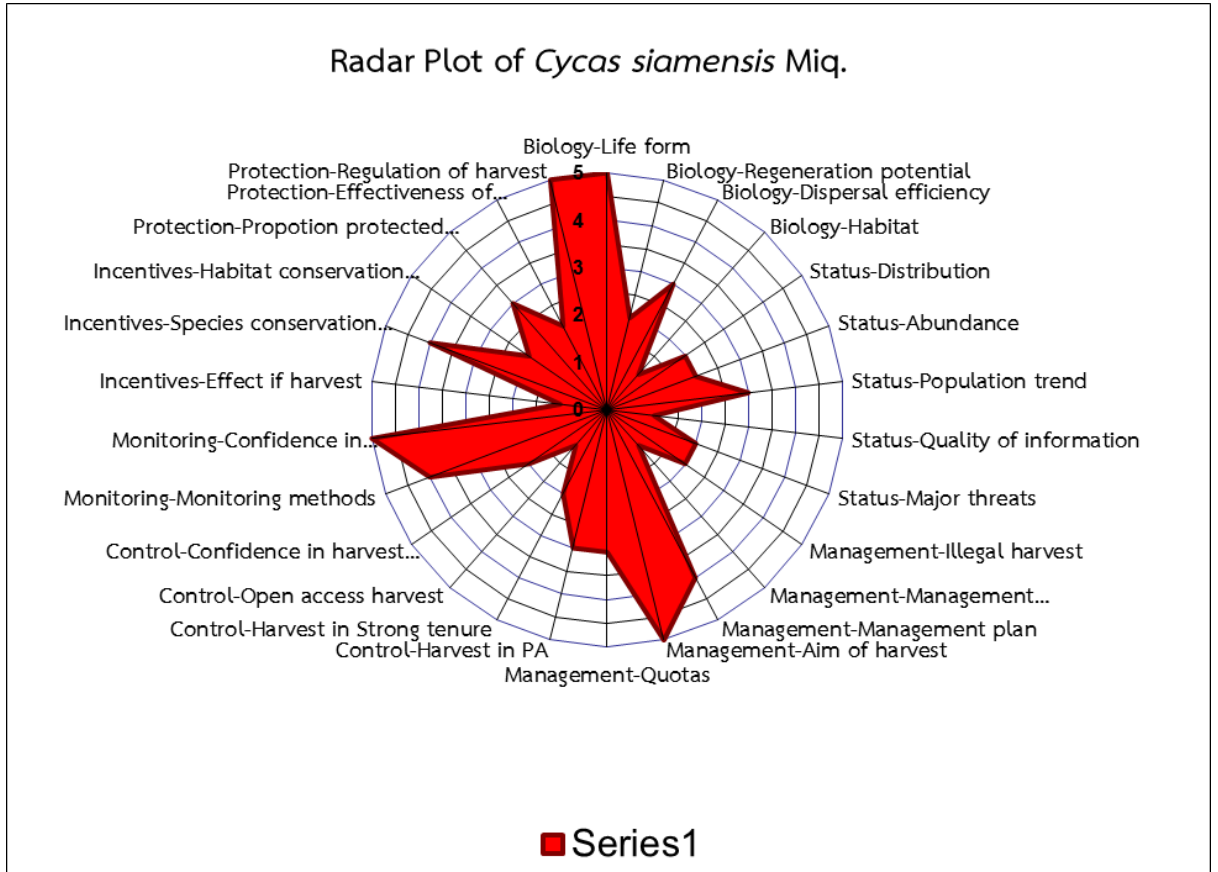 Radar Plot of Cycas siamensis Miq.
Biology-Life form
Biology-Regeneration potential
Biology-Dispersal efficiency
Biology-Habitat
Status-Distribution
Status-Abundance
Status-Population trend
Status-Quality of information
Status-Major threats
Management-Illegal harvest
Management-Management...
Management-Management plan
Management-Aim of harvest
Management-Quotas
Control-Harvest in PA
Control-Harvest in Strong tenure
Control-Open access harvest
Control-Confidence in harvest...
Monitoring-Monitoring methods
Monitoring-Confidence in...
Incentives-Effect if harvest
Incentives-Species conservation...
Incentives-Habitat conservation...
Protection-Propotion protected...
Protection-Effectiveness of...
Protection-Regulation of harvest
5
4
3
2
1
0
Series1